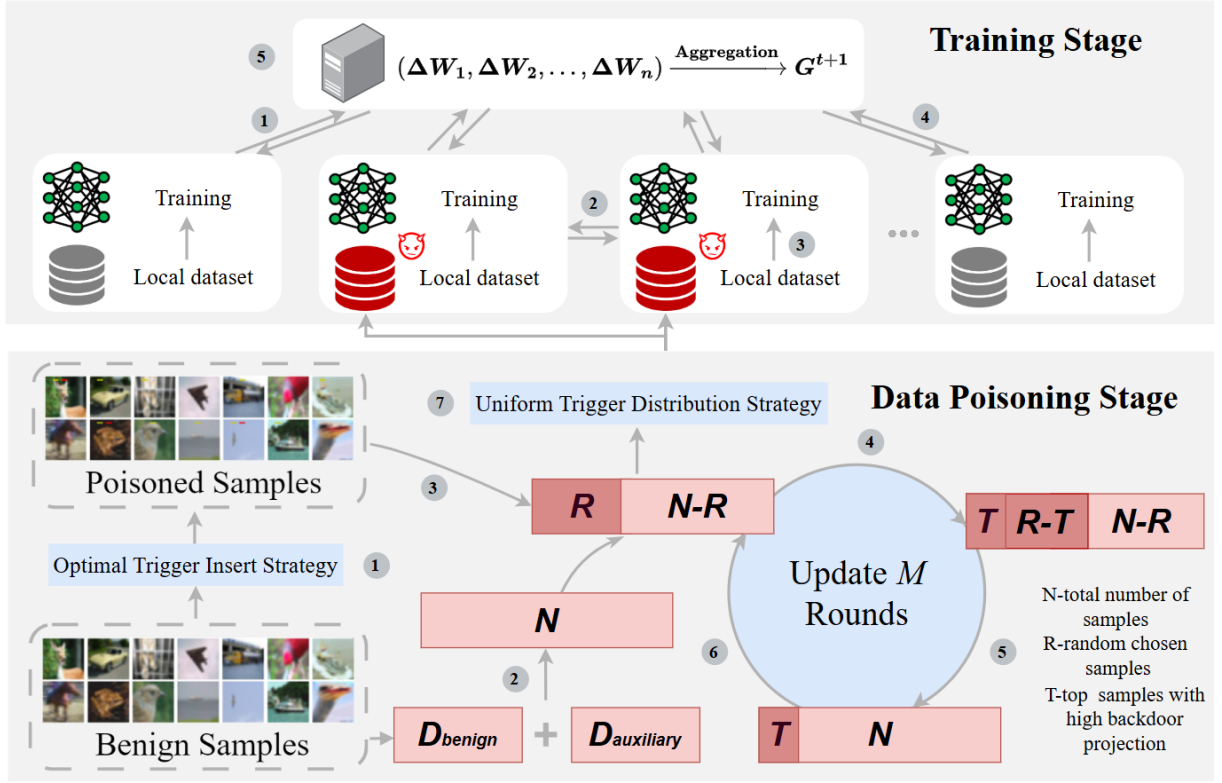 Training Stage
5
(ΔW₁, ΔW₂, . . . , ΔWₙ) Aggregation Gᵗ⁺¹
1
4
Training
Local dataset
Training
Local dataset
2
Training
3
Local dataset
Training
Local dataset
Data Poisoning Stage
Poisoned Samples
Optimal Trigger Insert Strategy
1
Benign Samples
7
Uniform Trigger Distribution Strategy
3
R
N-R
4
T
R-T
N-R
Update M
Rounds
N
2
6
5
Dbenign + Dauxiliary
T
N
N-total number of
samples
R-random chosen
samples
T-top samples with
high backdoor
projection